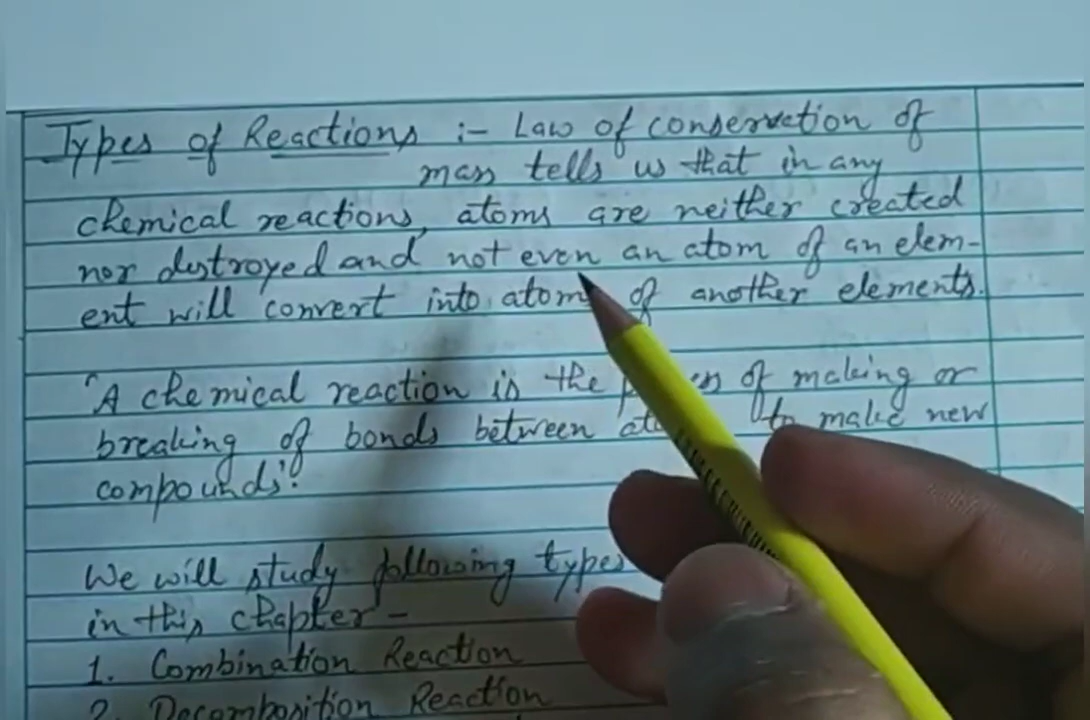 Types of Reactions :- Law of conservation of
mass tells us that in any
chemical reactions, atoms are neither created
nor destroyed and not even an atom of an elem-
ent will convert into atom of another elements.
"A chemical reaction is the of making or
breaking of bonds between to make new
compounds".
We will study following types
in this chapter -
1. Combination Reaction
2. Decomposition Reaction